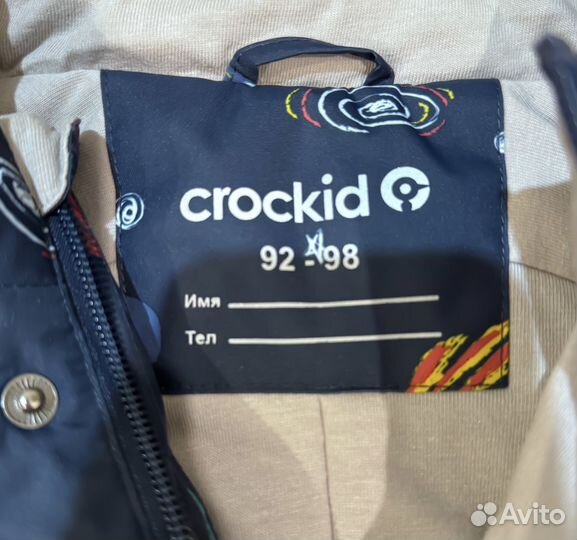 crockid
92 - 98
Имя
Тел
Avito